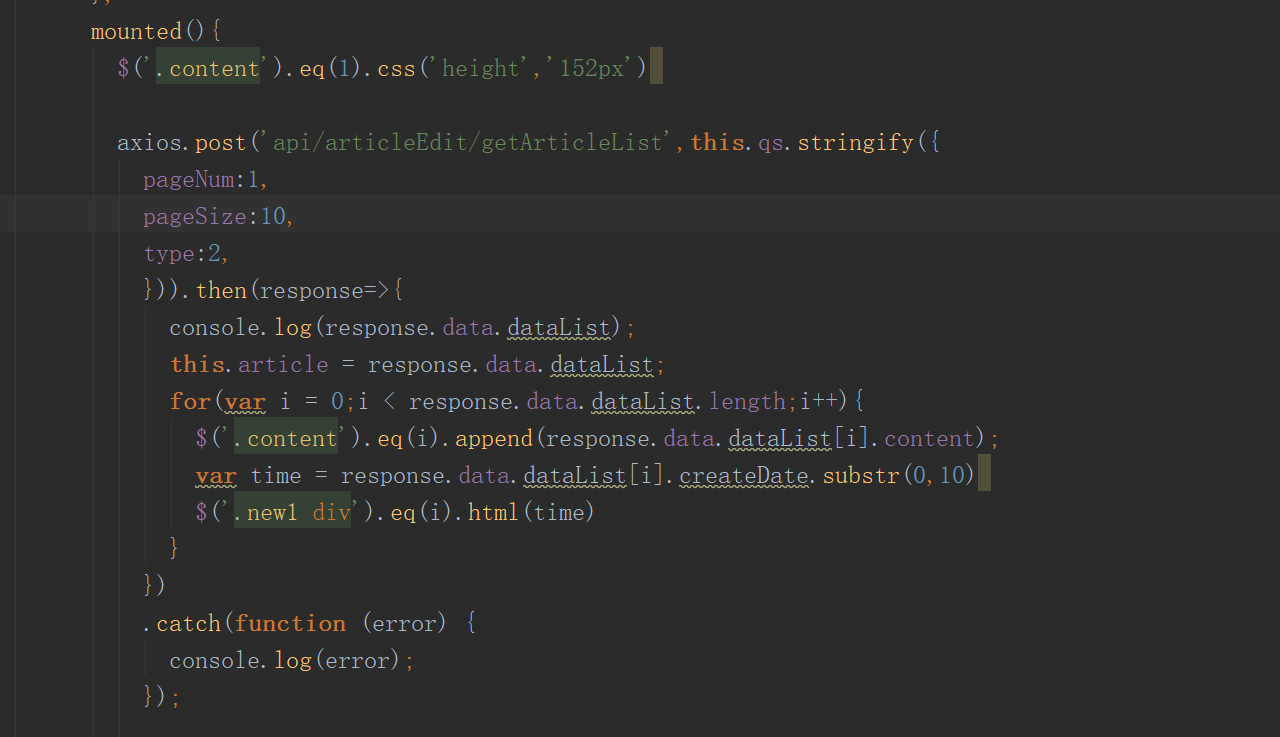 },
mounted(){
$('.content').eq(1).css('height','152px')
axios.post('api/articleEdit/getArticleList',this.qs.stringify({
pageNum:1,
pageSize:10,
type:2,
})).then(response=>{
console.log(response.data.dataList);
this.article = response.data.dataList;
for(var i = 0;i < response.data.dataList.length;i++){
$('.content').eq(i).append(response.data.dataList[i].content);
var time = response.data.dataList[i].createDate.substr(0,10)
$('.new1 div').eq(i).html(time)
}
})
.catch(function (error) {
console.log(error);
});